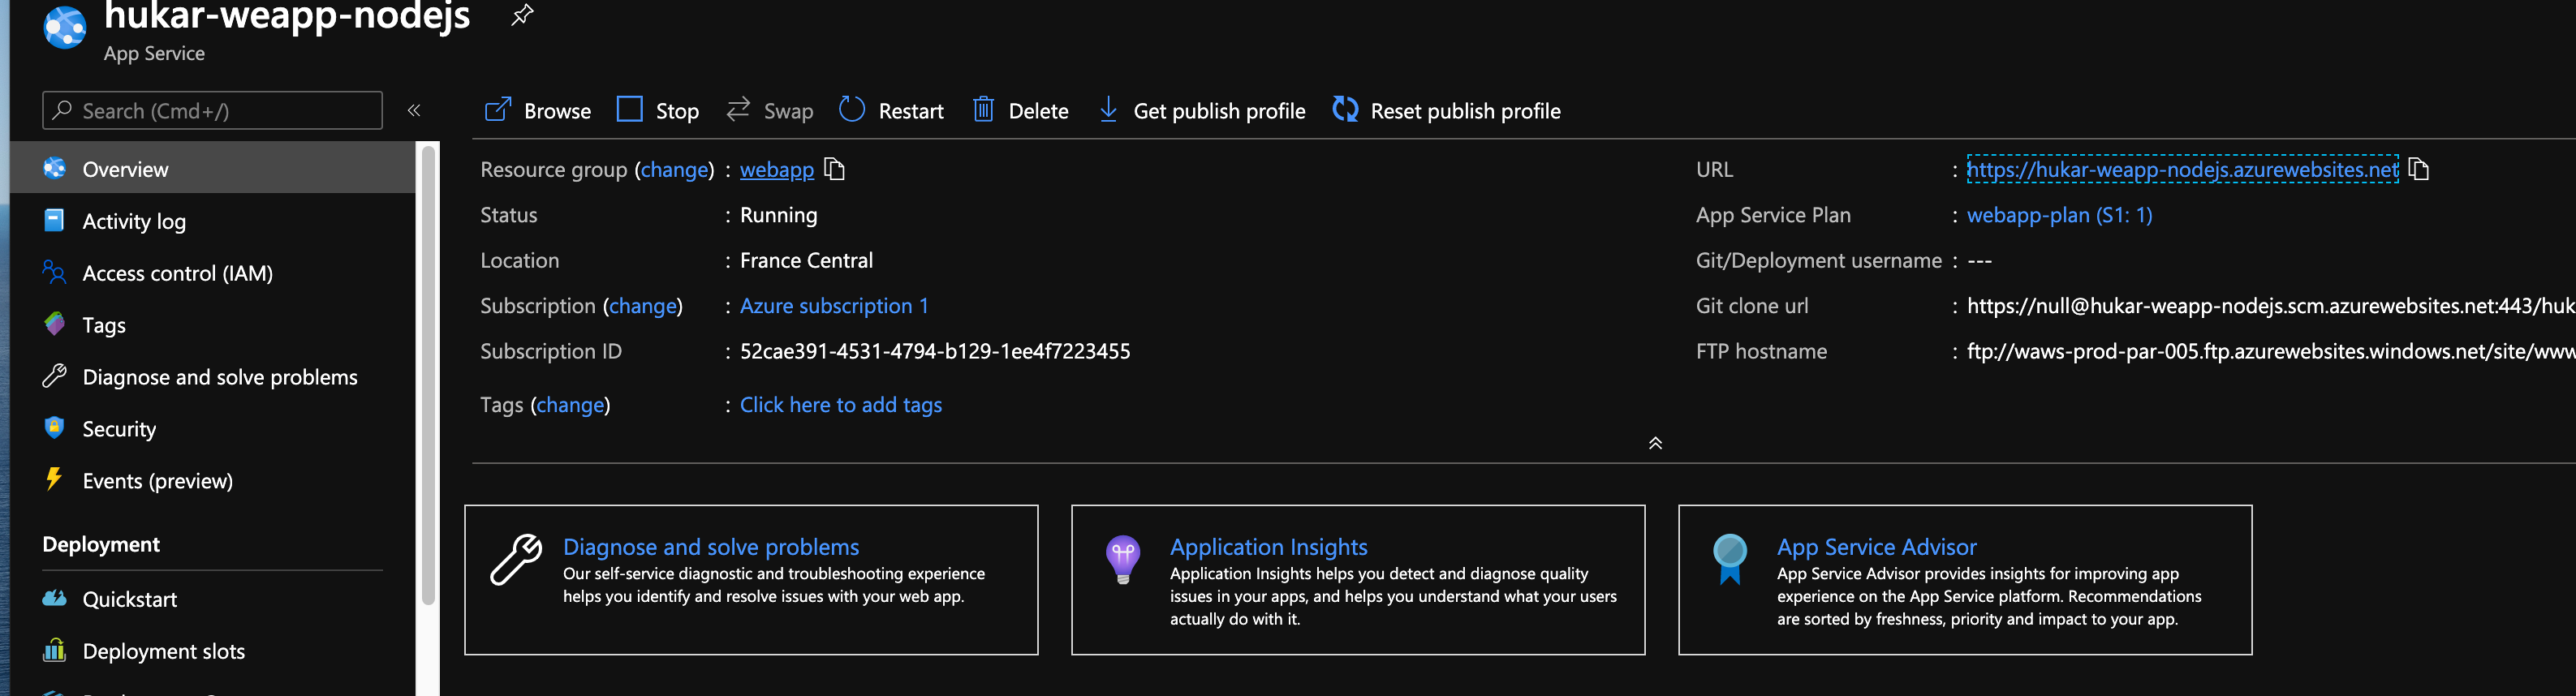 hukar-weapp-nodejs
App Service
Search (Cmd+/)
«
Browse Stop Swap Restart Delete Get publish profile Reset publish profile
Overview
Activity log
Access control (IAM)
Tags
Diagnose and solve problems
Security
Events (preview)
Deployment
Quickstart
Deployment slots
Resource group (change) : webapp
Status : Running
Location : France Central
Subscription (change) : Azure subscription 1
Subscription ID : 52cae391-4531-4794-b129-1ee4f7223455
Tags (change) : Click here to add tags
URL : https://hukar-weapp-nodejs.azurewebsites.net
App Service Plan : webapp-plan (S1: 1)
Git/Deployment username : ---
Git clone url : https://null@hukar-weapp-nodejs.scm.azurewebsites.net:443/huk
FTP hostname : ftp://waws-prod-par-005.ftp.azurewebsites.windows.net/site/www
Diagnose and solve problems
Our self-service diagnostic and troubleshooting experience
helps you identify and resolve issues with your web app.
Application Insights
Application Insights helps you detect and diagnose quality
issues in your apps, and helps you understand what your users
actually do with it.
App Service Advisor
App Service Advisor provides insights for improving app
experience on the App Service platform. Recommendations
are sorted by freshness, priority and impact to your app.